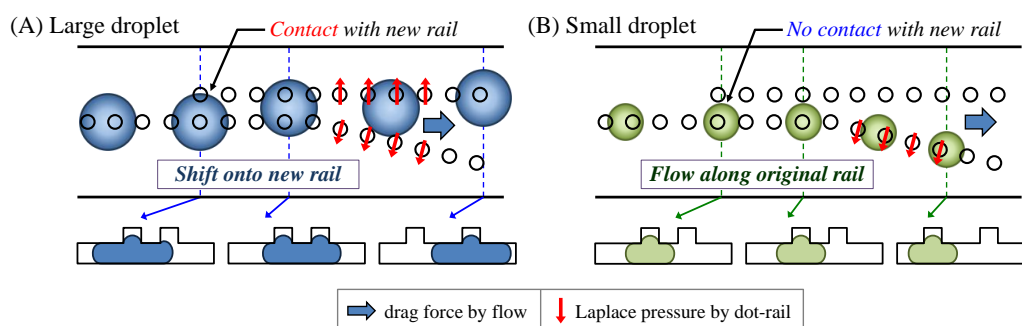 (A) Large droplet
Contact with new rail
Shift onto new rail
(B) Small droplet
No contact with new rail
Flow along original rail
drag force by flow
Laplace pressure by dot-rail